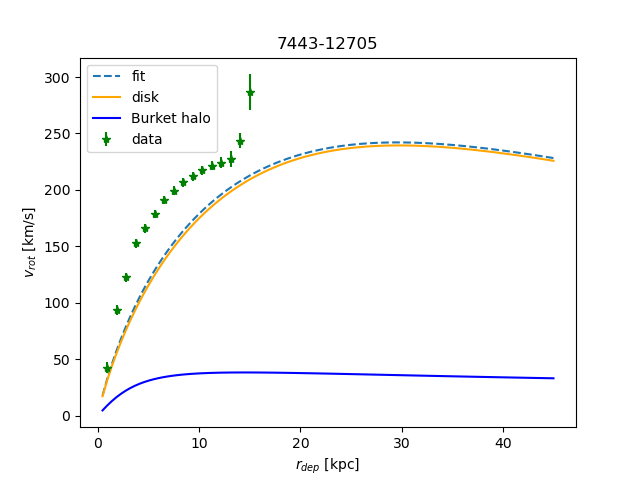 7443-12705
fit
disk
Burket halo
data
300
250
200
150
100
50
0
v_rot [km/s]
0 10 20 30 40
r_dep [kpc]